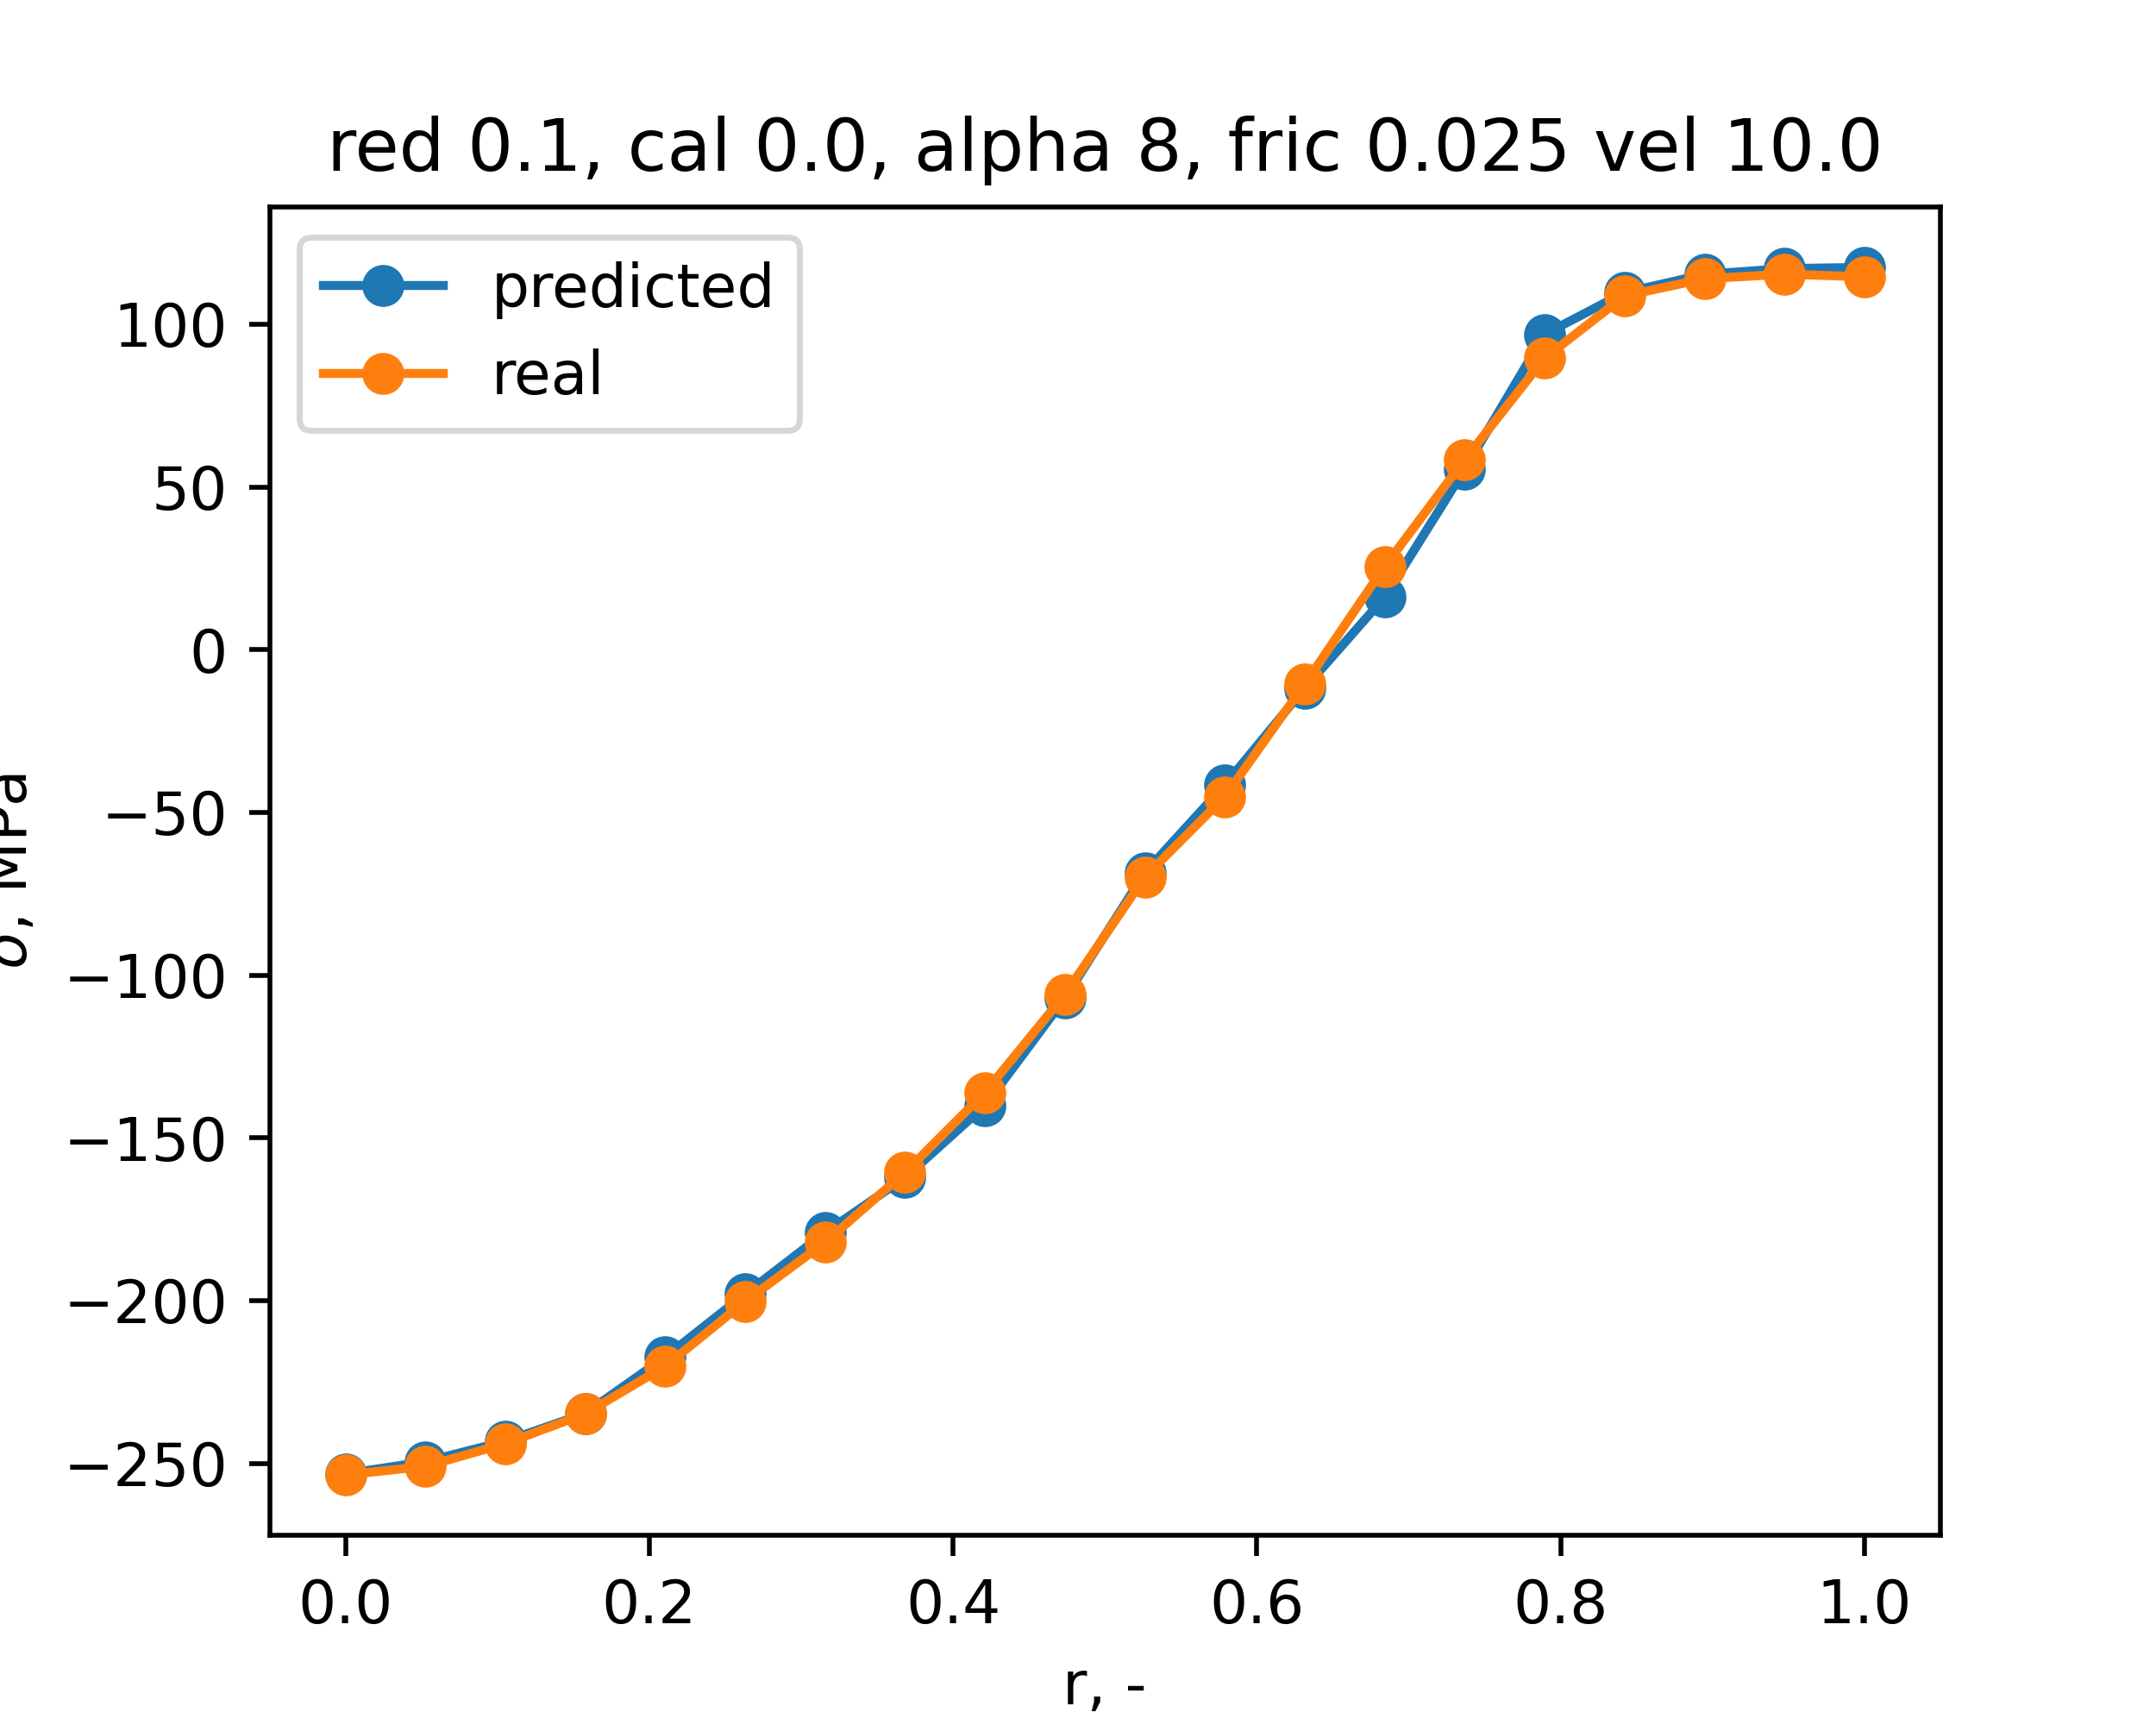 red 0.1, cal 0.0, alpha 8, fric 0.025 vel 10.0
predicted
real
100
50
0
−50
−100
−150
−200
−250
σ, MPa
0.0 0.2 0.4 0.6 0.8 1.0
r, -